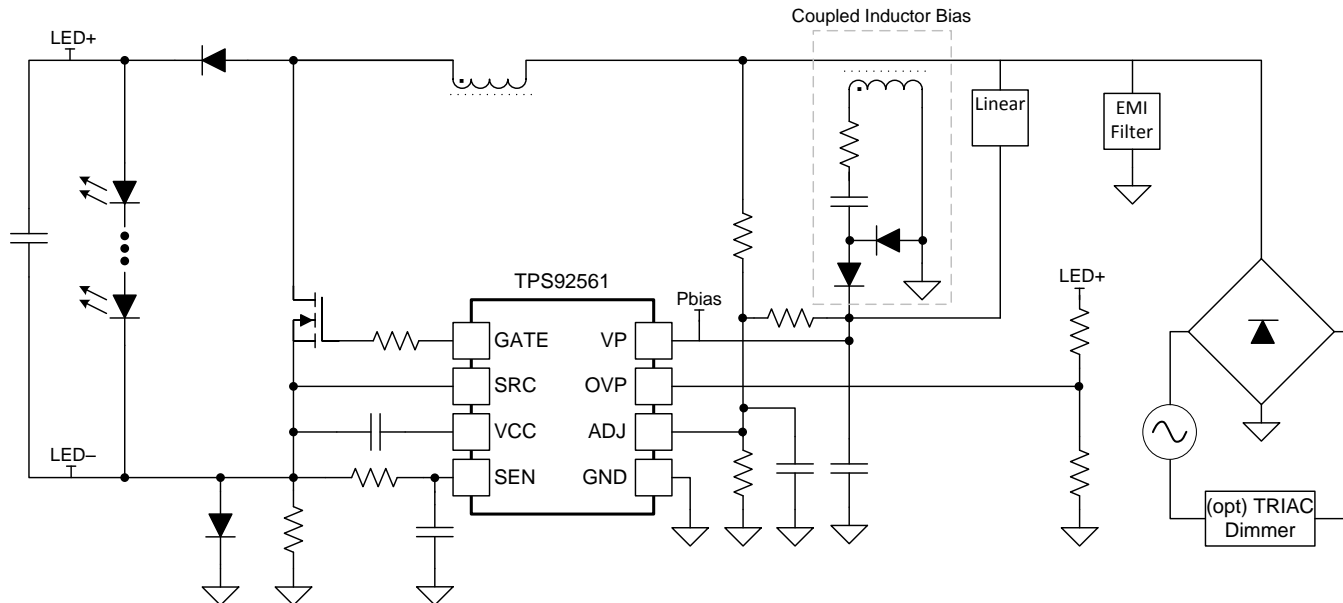 Coupled Inductor Bias
LED+
Linear
EMI
Filter
TPS92561
Pbias
LED+
GATE
VP
SRC
OVP
VCC
ADJ
LED–
SEN
GND
(opt) TRIAC
Dimmer